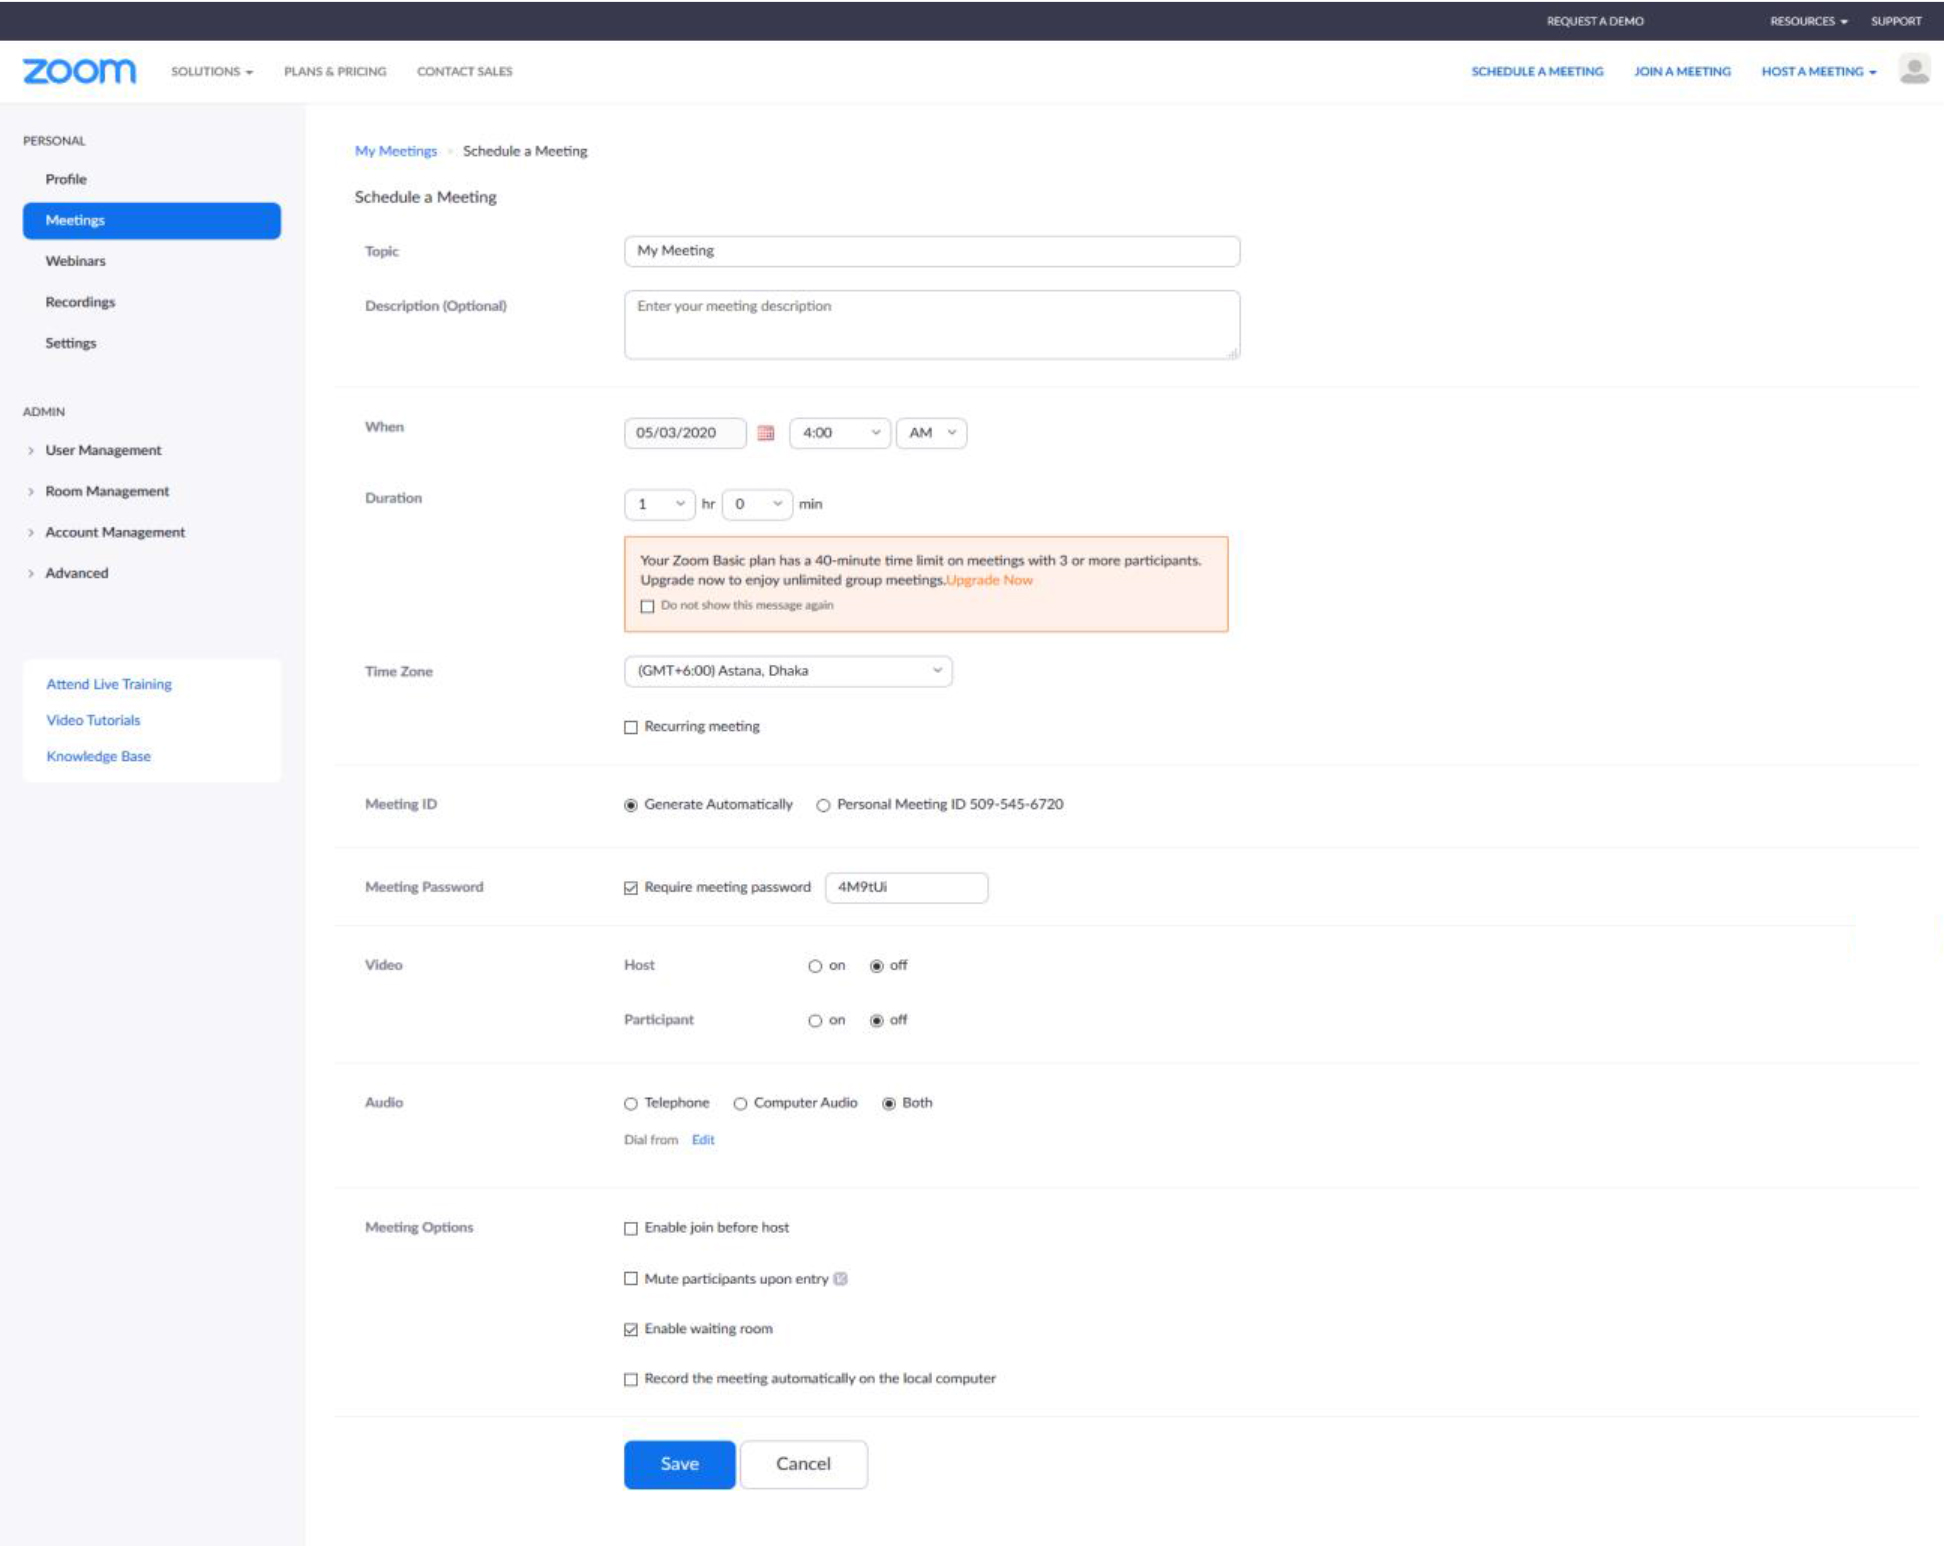 REQUEST A DEMO RESOURCES SUPPORT
zoom SOLUTIONS PLANS & PRICING CONTACT SALES SCHEDULE A MEETING JOIN A MEETING HOST A MEETING
PERSONAL
Profile
Meetings
Webinars
Recordings
Settings
ADMIN
User Management
Room Management
Account Management
Advanced
Attend Live Training
Video Tutorials
Knowledge Base
My Meetings Schedule a Meeting
Schedule a Meeting
Topic My Meeting
Description (Optional) Enter your meeting description
When 05/03/2020 4:00 AM
Duration 1 hr 0 min
Your Zoom Basic plan has a 40-minute time limit on meetings with 3 or more participants.
Upgrade now to enjoy unlimited group meetings.Upgrade Now
Do not show this message again
Time Zone (GMT+6:00) Astana, Dhaka
Recurring meeting
Meeting ID Generate Automatically Personal Meeting ID 509-545-6720
Meeting Password Require meeting password 4M9tUi
Video Host on off
Participant on off
Audio Telephone Computer Audio Both
Dial from Edit
Meeting Options Enable join before host
Mute participants upon entry
Enable waiting room
Record the meeting automatically on the local computer
Save Cancel